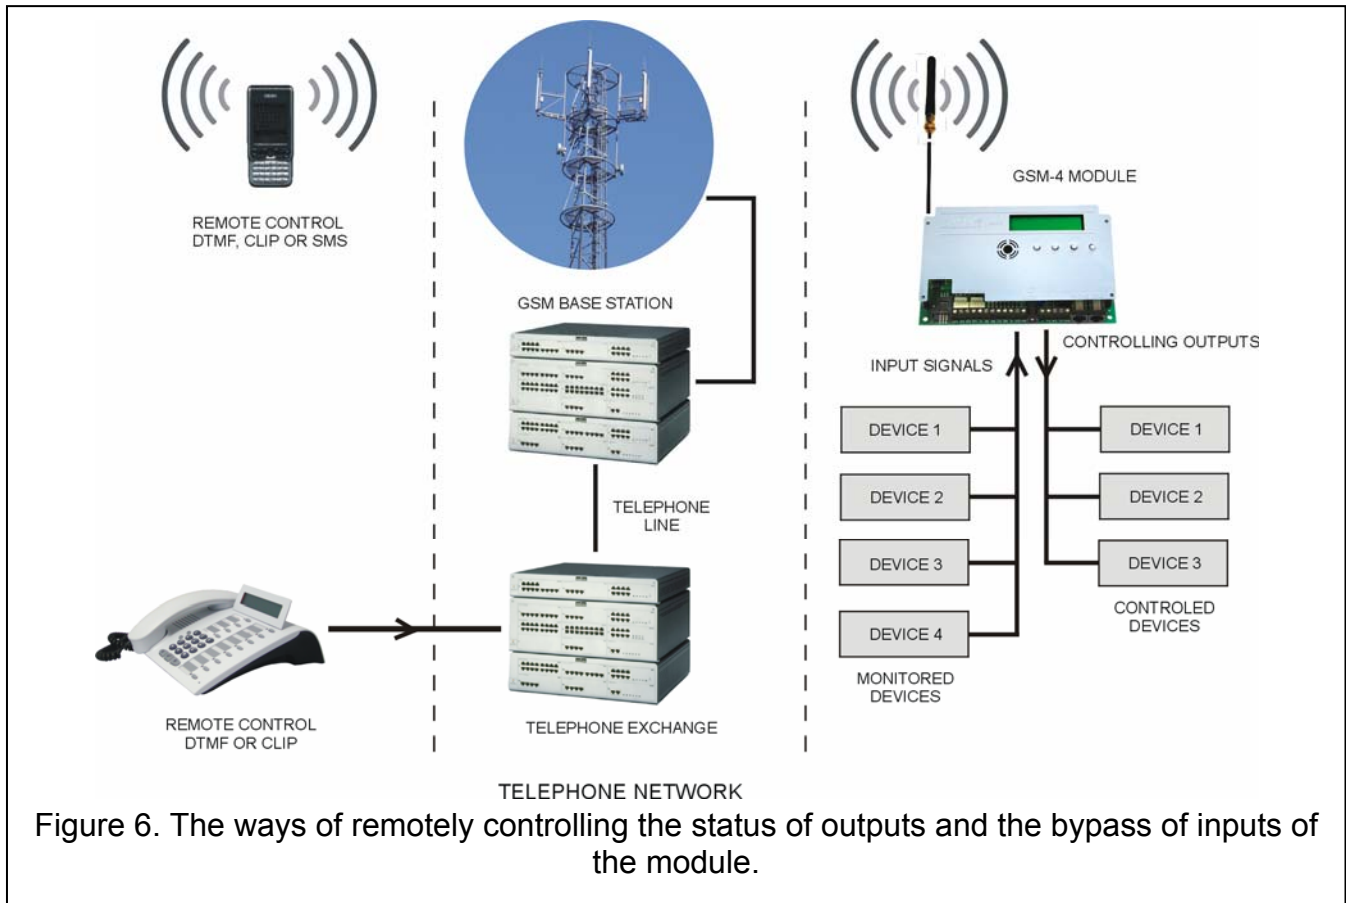 REMOTE CONTROL
DTMF, CLIP OR SMS
GSM BASE STATION
TELEPHONE
LINE
REMOTE CONTROL
DTMF OR CLIP
TELEPHONE EXCHANGE
TELEPHONE NETWORK
GSM-4 MODULE
INPUT SIGNALS
CONTROLLING OUTPUTS
DEVICE 1
DEVICE 2
DEVICE 3
DEVICE 4
MONITORED
DEVICES
DEVICE 1
DEVICE 2
DEVICE 3
CONTROLED
DEVICES
Figure 6. The ways of remotely controlling the status of outputs and the bypass of inputs of
the module.